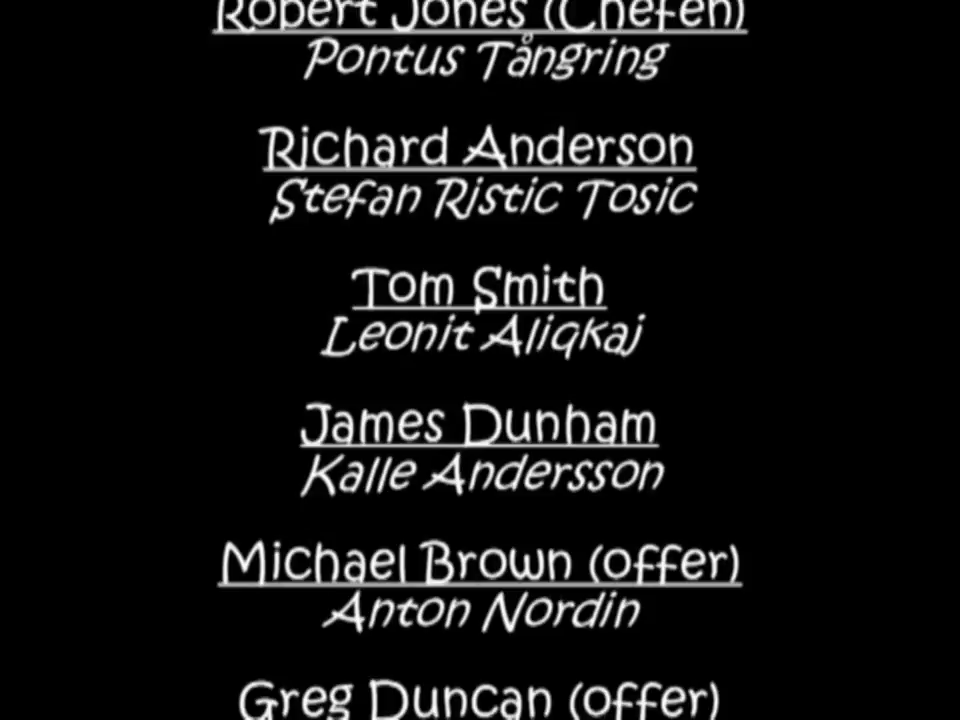 Robert Jones (Chefen)
Pontus Tångring
Richard Anderson
Stefan Ristic Tosic
Tom Smith
Leonit Aliqkaj
James Dunham
Kalle Andersson
Michael Brown (offer)
Anton Nordin
Greg Duncan (offer)